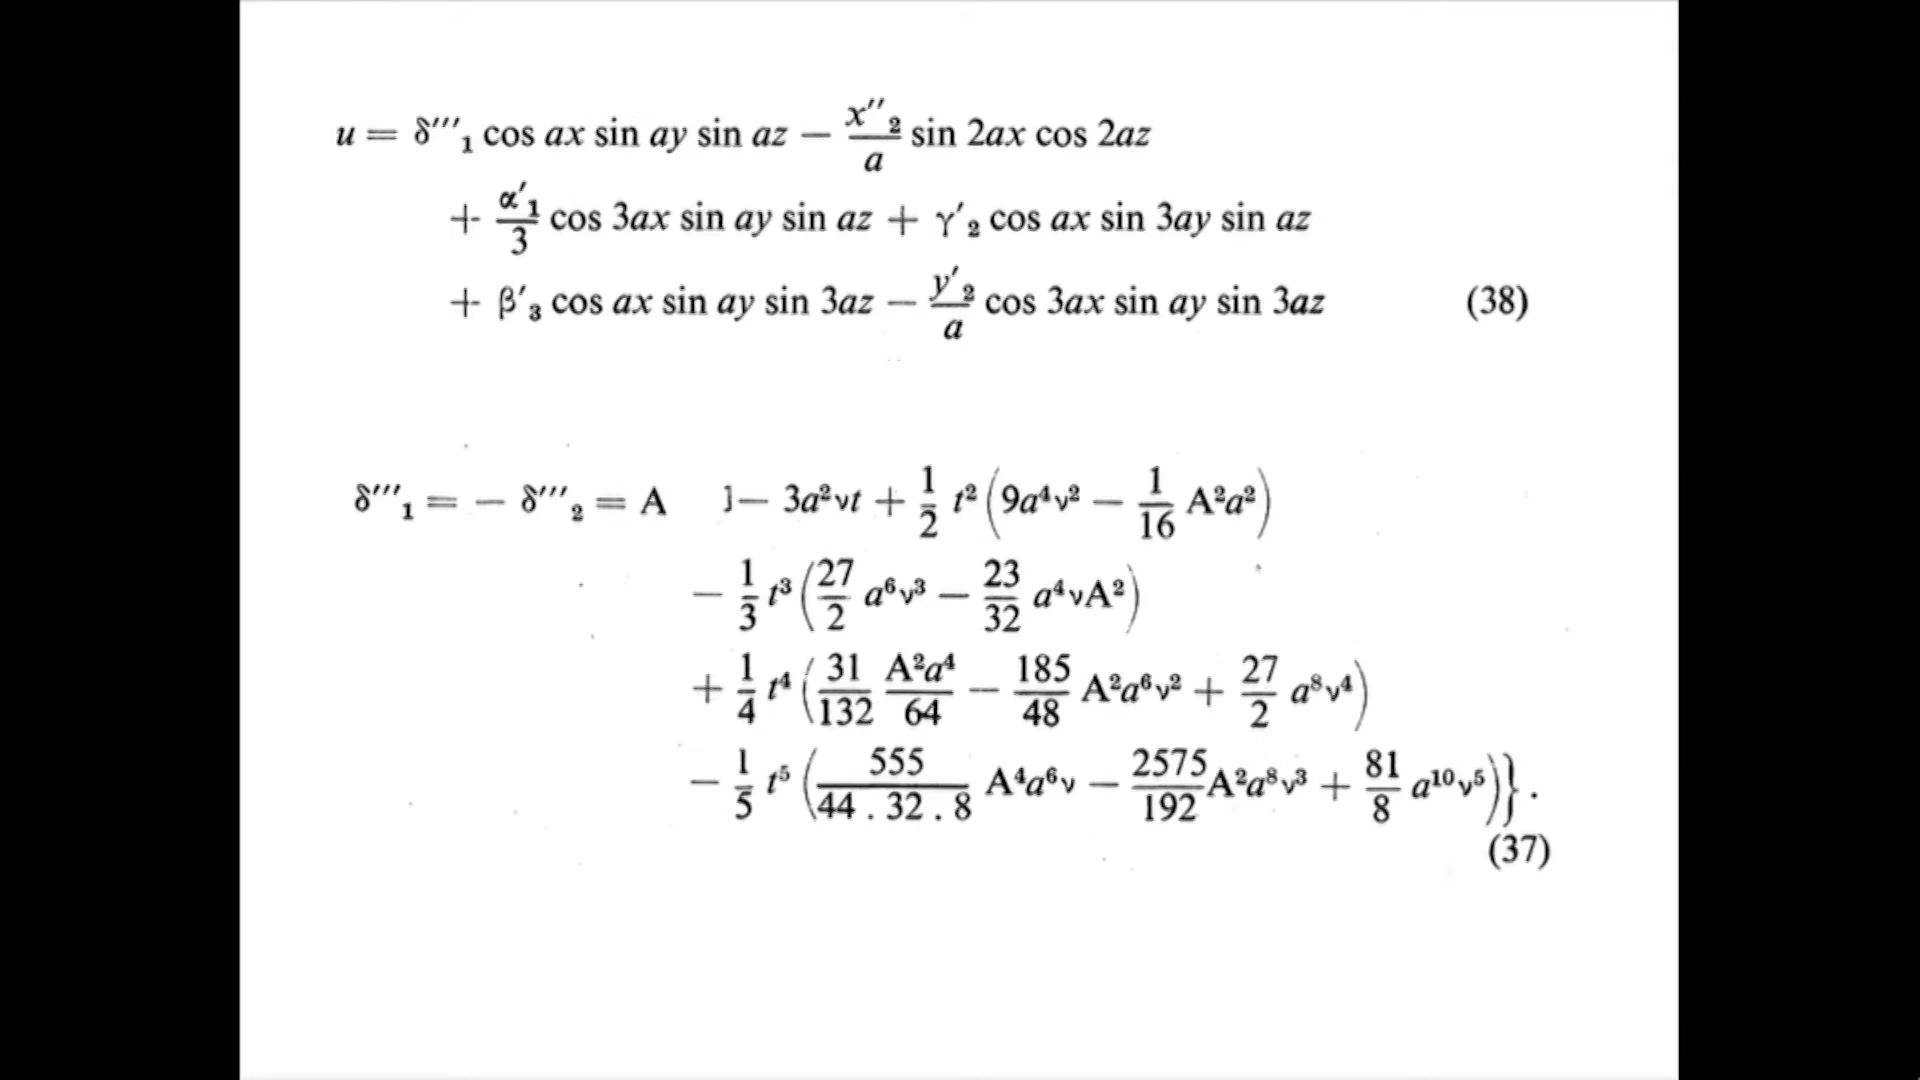 u = δ′′′₁ cos ax sin ay sin az − x′′₂/a sin 2ax cos 2az
+ α′₁/3 cos 3ax sin ay sin az + γ′₂ cos ax sin 3ay sin az
+ β′₃ cos ax sin ay sin 3az − y′₂/a cos 3ax sin ay sin 3az (38)
δ′′′₁ = − δ′′′₂ = A 1− 3a²νt + 1/2 t² (9a⁴ν² − 1/16 A²a²)
− 1/3 t³ (27/2 a⁶ν³ − 23/32 a⁴νA²)
+ 1/4 t⁴ (31/132 A²a⁴/64 − 185/48 A²a⁶ν² + 27/2 a⁸ν⁴)
− 1/5 t⁵ (555/44 . 32 . 8 A⁴a⁶ν − 2575/192 A²a⁸ν³ + 81/8 a¹⁰ν⁵)} .
(37)